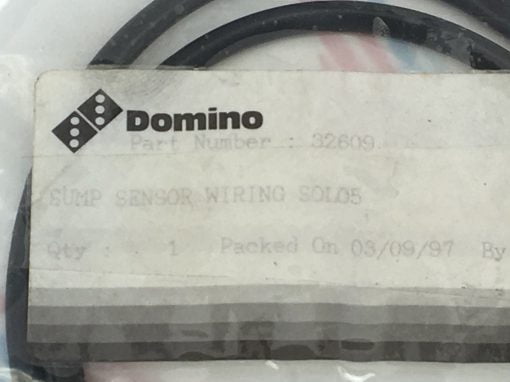 Domino
Part Number : 32609
SUMP SENSOR WIRING SOLO5
Qty : 1 Packed On 03/09/97 By